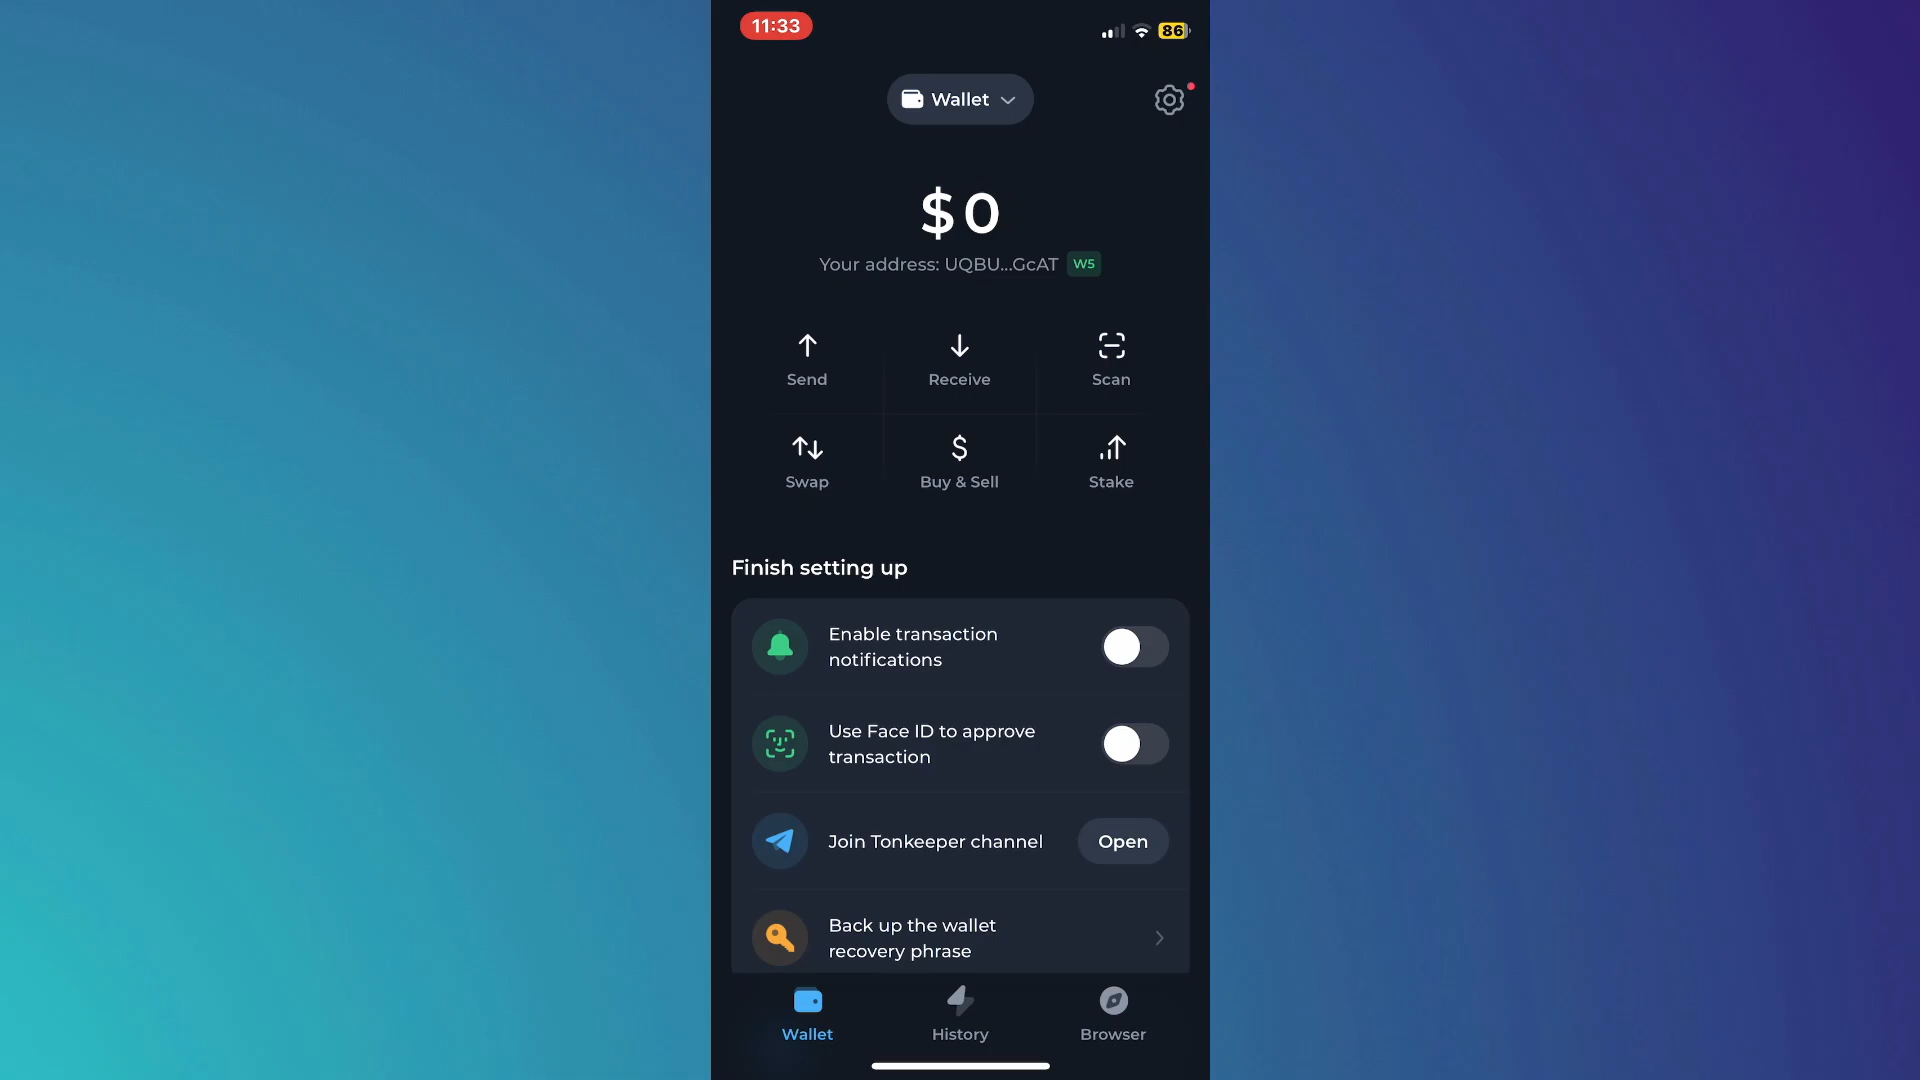 11:33
86
Wallet
$0
Your address: UQBU...GcAT W5
Send
Receive
Scan
Swap
Buy & Sell
Stake
Finish setting up
Enable transaction
notifications
Use Face ID to approve
transaction
Join Tonkeeper channel
Open
Back up the wallet
recovery phrase
Wallet
History
Browser